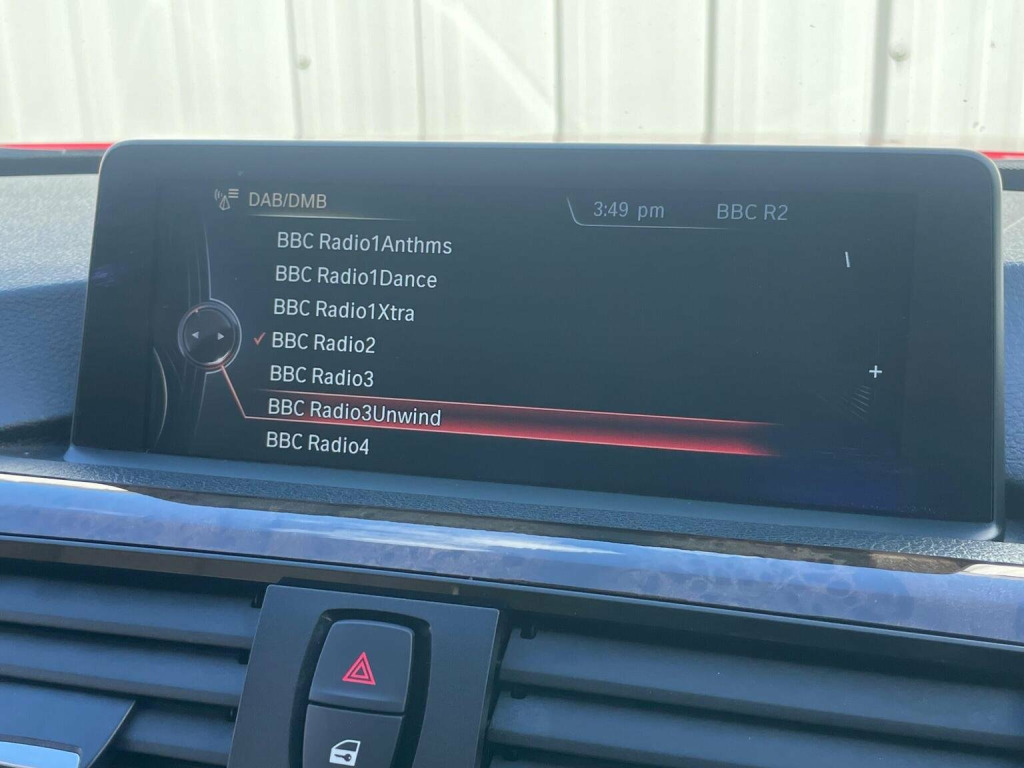 DAB/DMB
3:49 pm
BBC R2
BBC Radio1Anthms
BBC Radio1Dance
BBC Radio1Xtra
BBC Radio2
BBC Radio3
BBC Radio3Unwind
BBC Radio4